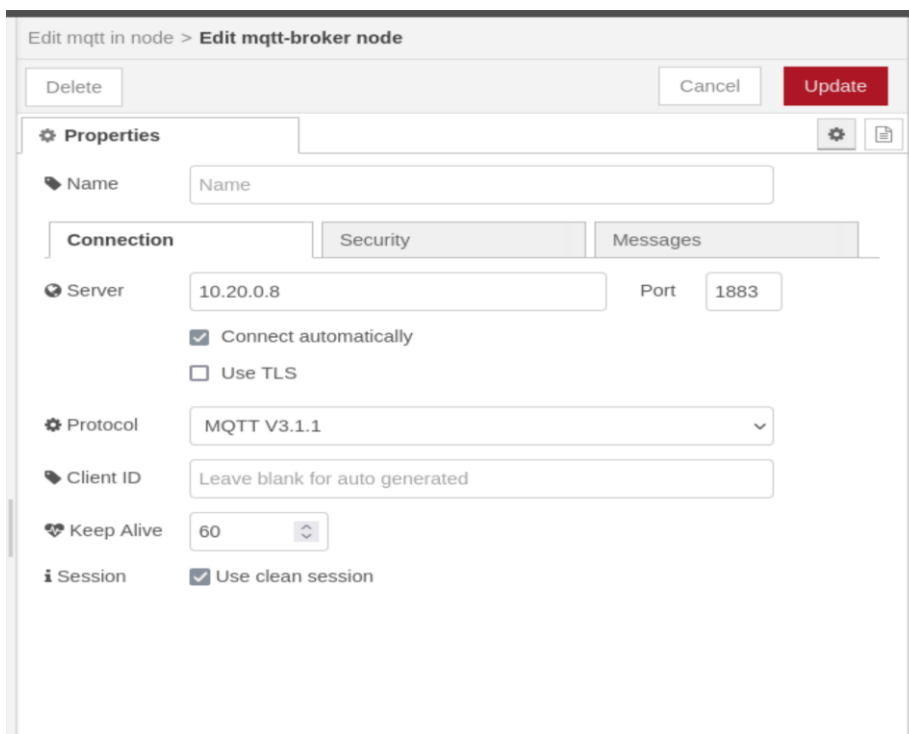 Edit mqtt in node > Edit mqtt-broker node
Delete Cancel Update
Properties
Name Name
Connection Security Messages
Server 10.20.0.8 Port 1883
Connect automatically
Use TLS
Protocol MQTT V3.1.1
Client ID Leave blank for auto generated
Keep Alive 60
Session Use clean session